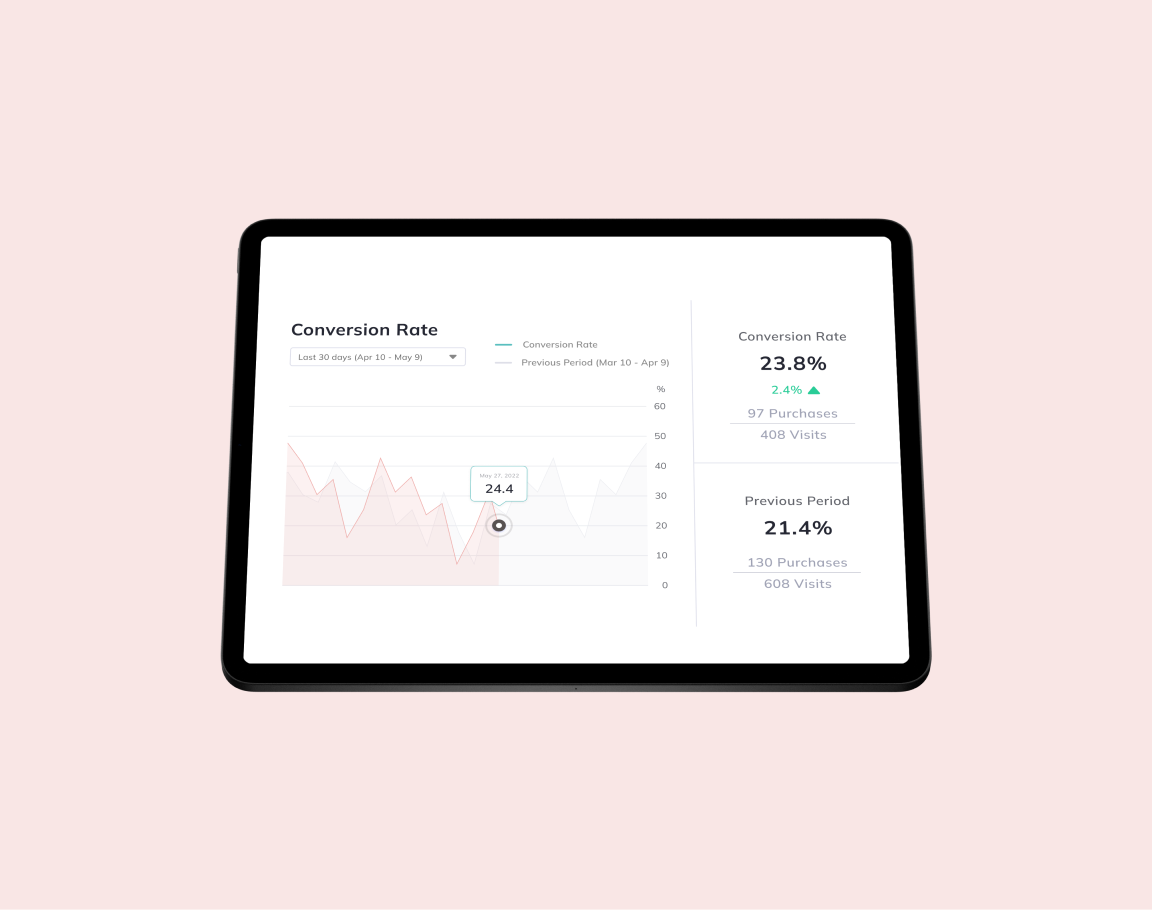 Conversion Rate
Last 30 days (Apr 10 - May 9)
Conversion Rate
Previous Period (Mar 10 - Apr 9)
%
60
50
40
30
20
10
0
May 27, 2022
24.4
Conversion Rate
23.8%
2.4%
97 Purchases
408 Visits
Previous Period
21.4%
130 Purchases
608 Visits